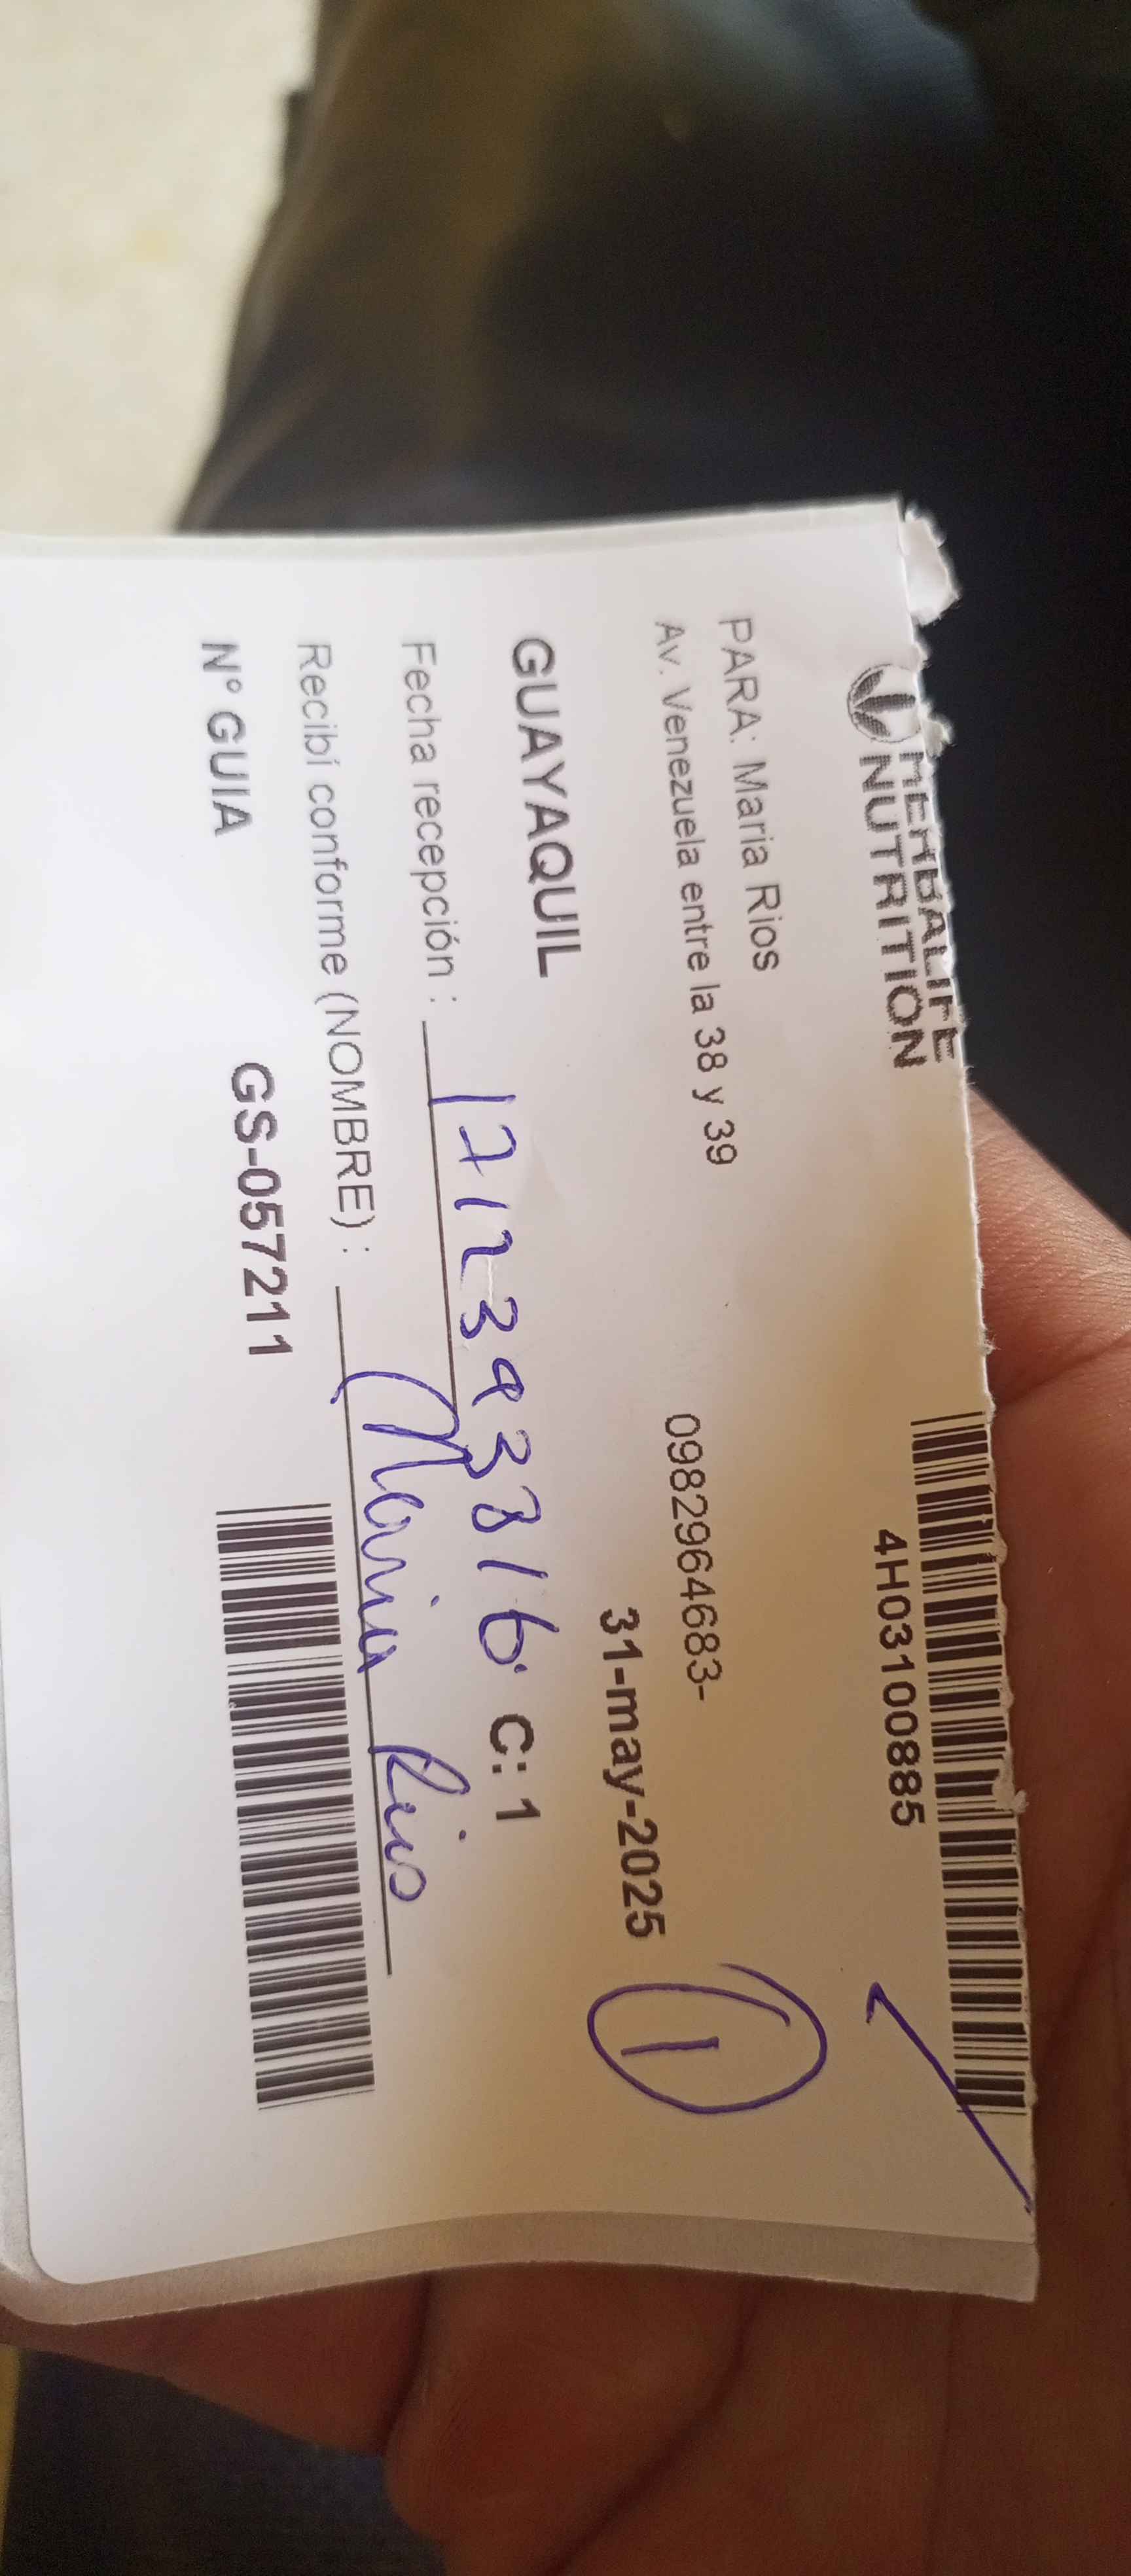 HERBALIFE
NUTRITION
4H03100885
PARA: Maria Rios
Av. Venezuela entre la 38 y 39
0982964683-
31-may-2025
1
GUAYAQUIL
Fecha recepción : 1712393816 C: 1
Recibí conforme (NOMBRE) : Maria Rios
N° GUIA GS-057211